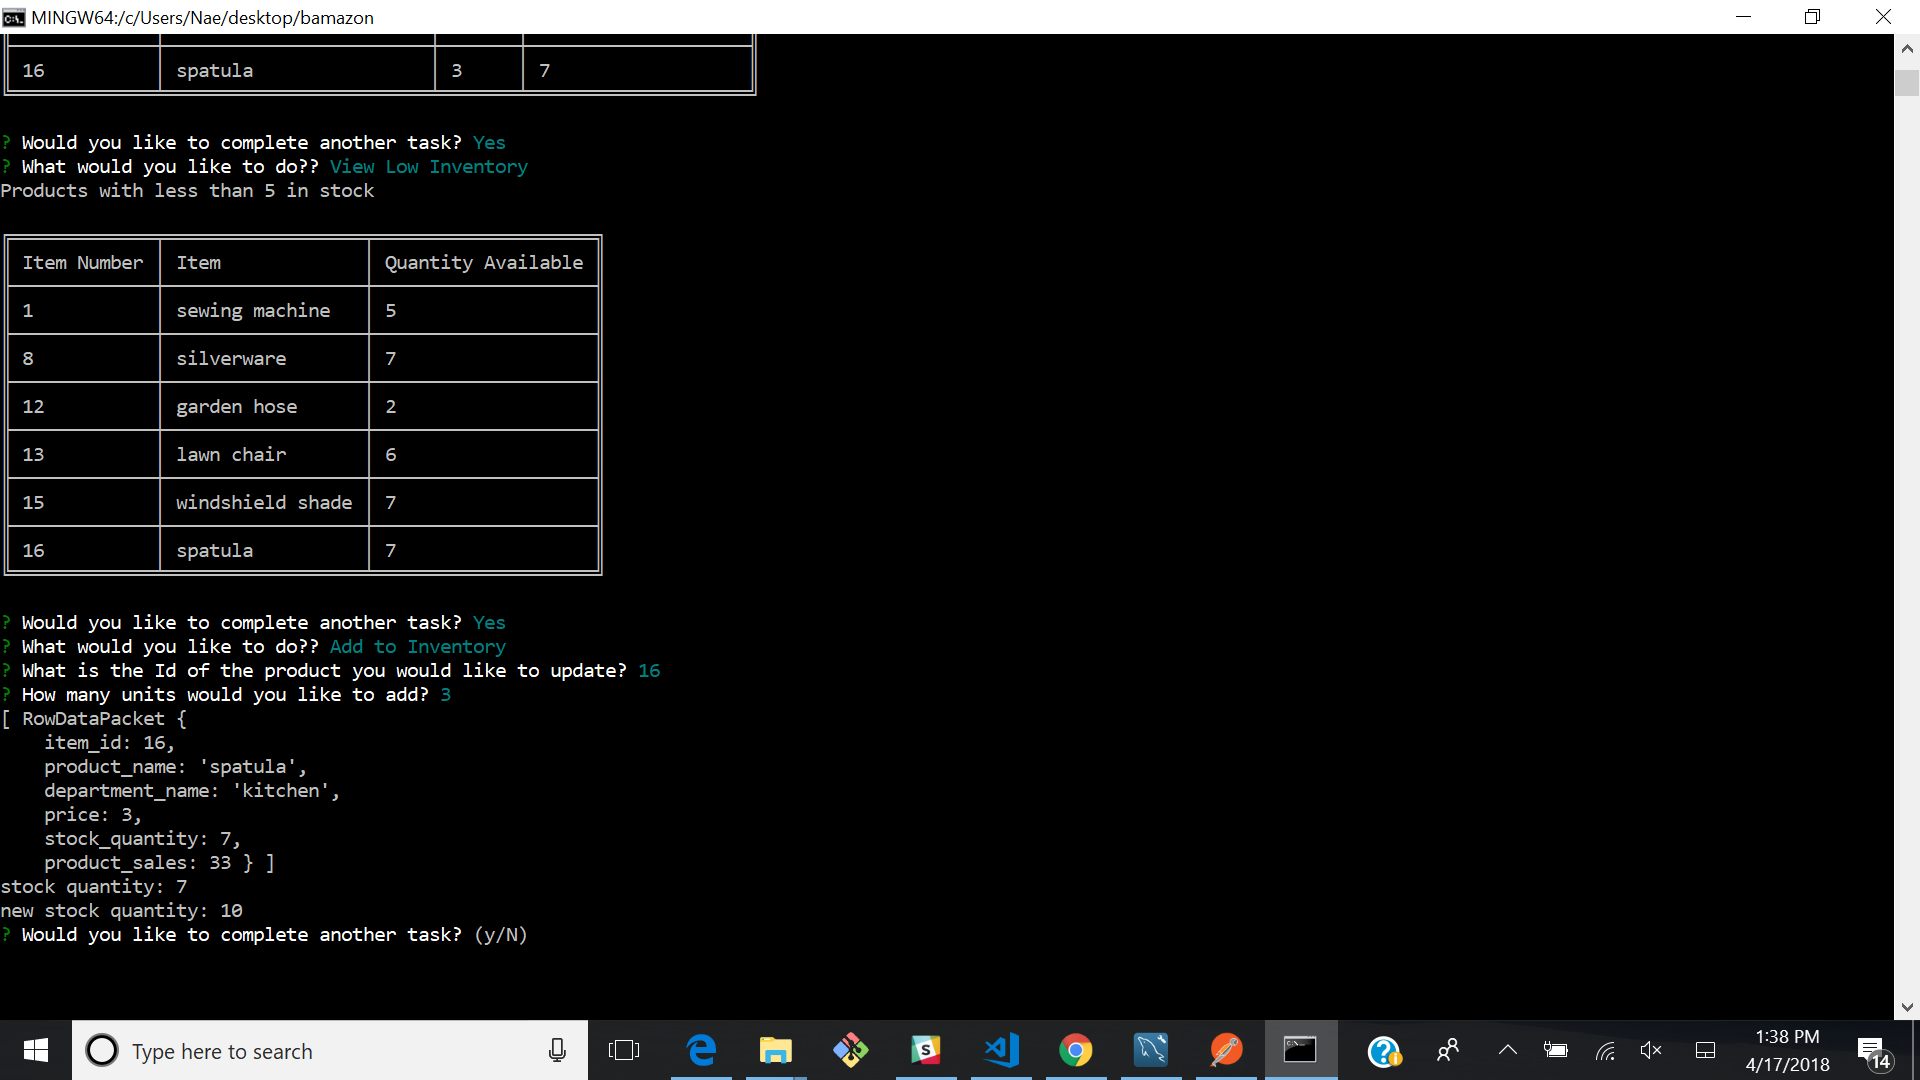 MINGW64:/c/Users/Nae/desktop/bamazon
16 spatula 3 7
? Would you like to complete another task? Yes
? What would you like to do?? View Low Inventory
Products with less than 5 in stock
Item Number Item Quantity Available
1 sewing machine 5
8 silverware 7
12 garden hose 2
13 lawn chair 6
15 windshield shade 7
16 spatula 7
? Would you like to complete another task? Yes
? What would you like to do?? Add to Inventory
? What is the Id of the product you would like to update? 16
? How many units would you like to add? 3
[ RowDataPacket {
item_id: 16,
product_name: 'spatula',
department_name: 'kitchen',
price: 3,
stock_quantity: 7,
product_sales: 33 } ]
stock quantity: 7
new stock quantity: 10
? Would you like to complete another task? (y/N)
Type here to search
1:38 PM
4/17/2018
14